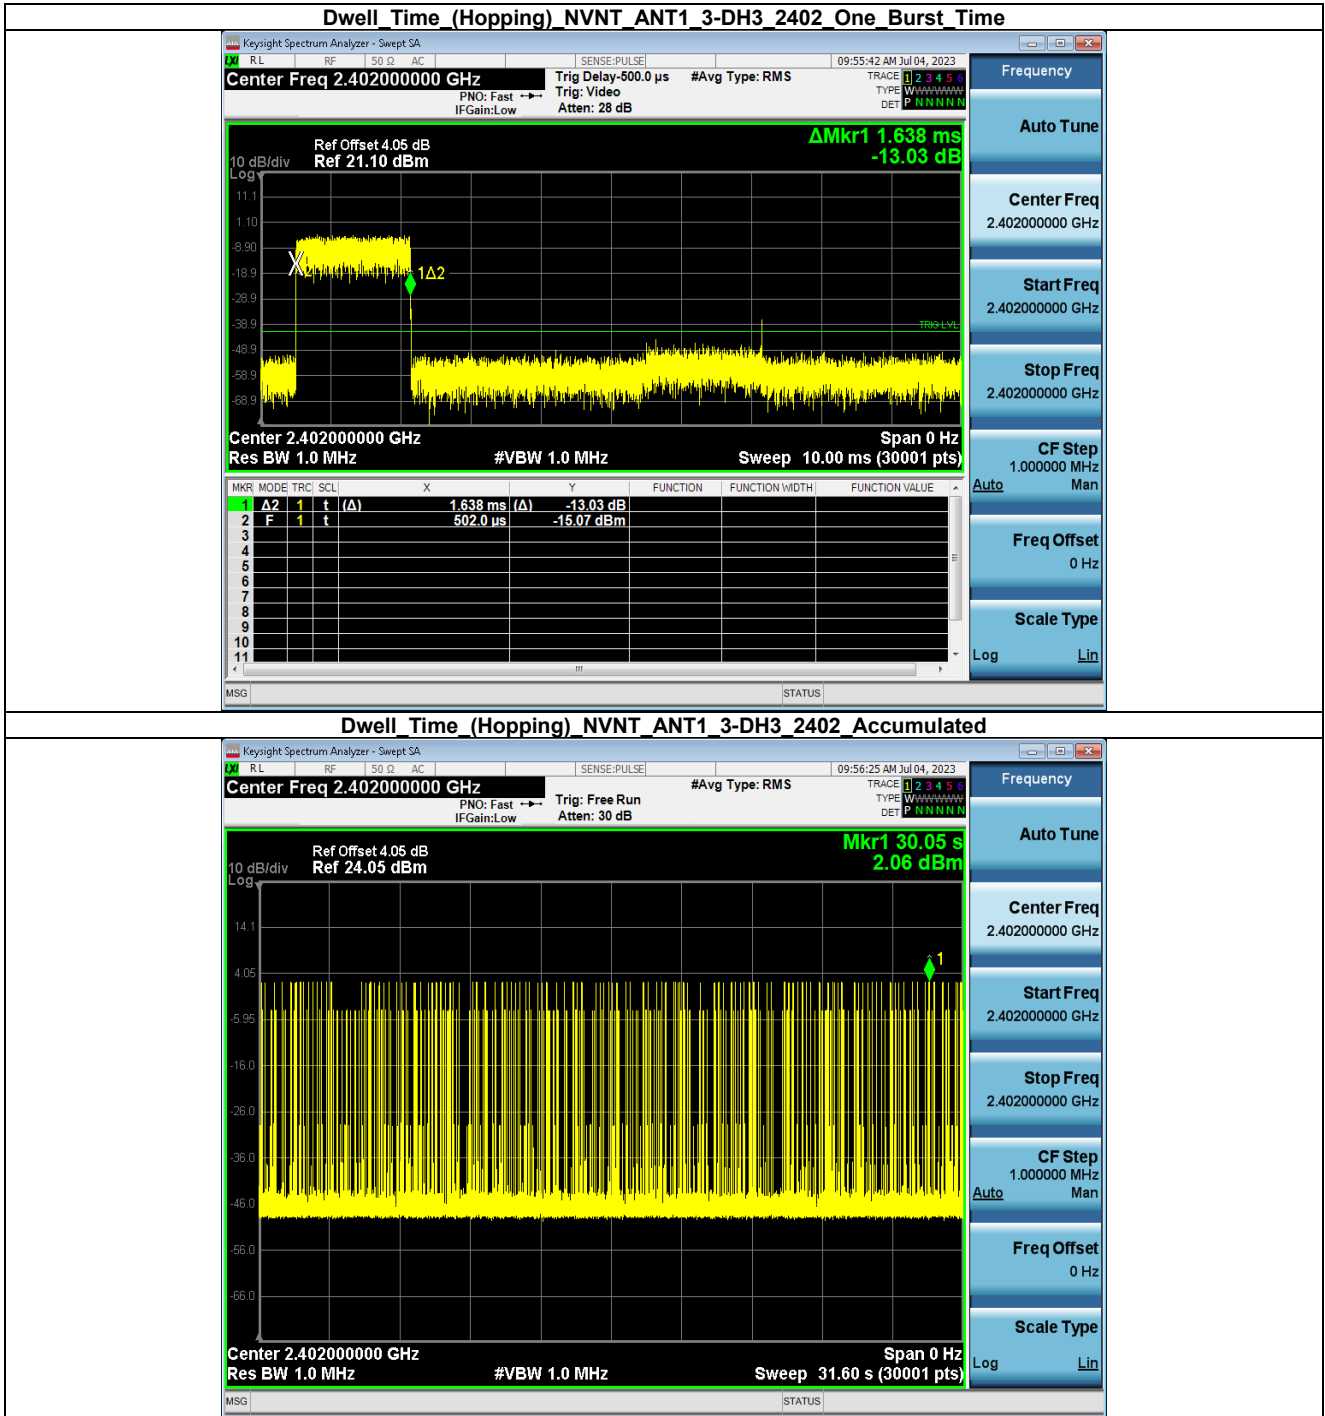 Dwell_Time_(Hopping)_NVNT_ANT1_3-DH3_2402_One_Burst_Time
Keysight Spectrum Analyzer - Swept SA
LXI RL RF 50 Ω AC SENSE:PULSE 09:55:42 AM Jul 04, 2023
Center Freq 2.402000000 GHz
PNO: Fast
IFGain:Low
Trig Delay-500.0 µs
Trig: Video
Atten: 28 dB
#Avg Type: RMS
TRACE 1 2 3 4 5 6
TYPE WWWWWW
DET P N N N N N
ΔMkr1 1.638 ms
-13.03 dB
Ref Offset 4.05 dB
Ref 21.10 dBm
10 dB/div
Log
11.1
1.10
-8.90
-18.9
-28.9
-38.9
-48.9
-58.9
-68.9
2
1Δ2
TRIG LVL
Center 2.402000000 GHz Span 0 Hz
Res BW 1.0 MHz #VBW 1.0 MHz Sweep 10.00 ms (30001 pts)
MKR MODE TRC SCL X Y FUNCTION FUNCTION WIDTH FUNCTION VALUE
1 Δ2 1 t (Δ) 1.638 ms (Δ) -13.03 dB
2 F 1 t 502.0 µs -15.07 dBm
3
4
5
6
7
8
9
10
11
MSG STATUS
Frequency
Auto Tune
Center Freq
2.402000000 GHz
Start Freq
2.402000000 GHz
Stop Freq
2.402000000 GHz
CF Step
1.000000 MHz
Auto Man
Freq Offset
0 Hz
Scale Type
Log Lin
Dwell_Time_(Hopping)_NVNT_ANT1_3-DH3_2402_Accumulated
Keysight Spectrum Analyzer - Swept SA
LXI RL RF 50 Ω AC SENSE:PULSE 09:56:25 AM Jul 04, 2023
Center Freq 2.402000000 GHz
PNO: Fast
IFGain:Low
Trig: Free Run
Atten: 30 dB
#Avg Type: RMS
TRACE 1 2 3 4 5 6
TYPE WWWWWW
DET P N N N N N
Mkr1 30.05 s
2.06 dBm
Ref Offset 4.05 dB
Ref 24.05 dBm
10 dB/div
Log
14.1
4.05
-5.95
-16.0
-26.0
-36.0
-46.0
-56.0
-66.0
1
Center 2.402000000 GHz Span 0 Hz
Res BW 1.0 MHz #VBW 1.0 MHz Sweep 31.60 s (30001 pts)
MSG STATUS
Frequency
Auto Tune
Center Freq
2.402000000 GHz
Start Freq
2.402000000 GHz
Stop Freq
2.402000000 GHz
CF Step
1.000000 MHz
Auto Man
Freq Offset
0 Hz
Scale Type
Log Lin